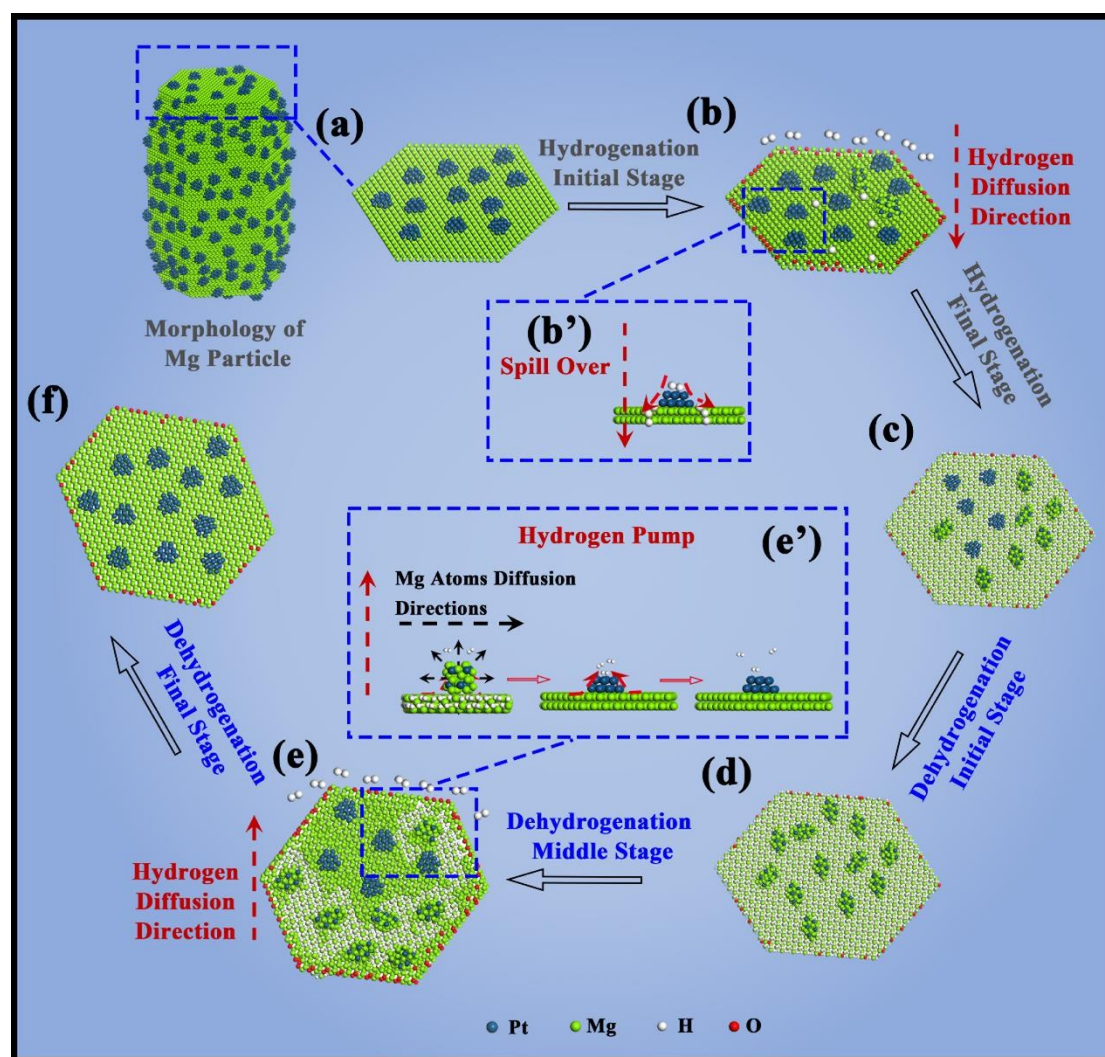 (a)
Hydrogenation
Initial Stage
(b)
Hydrogen
Diffusion
Direction
Morphology of
Mg Particle
(b’)
Spill Over
Hydrogenation
Final Stage
(c)
(f)
Hydrogen Pump
(e’)
Mg Atoms Diffusion
Directions
Dehydrogenation
Initial Stage
(d)
Dehydrogenation
Middle Stage
(e)
Hydrogen
Diffusion
Direction
Dehydrogenation
Final Stage
Pt
Mg
H
O